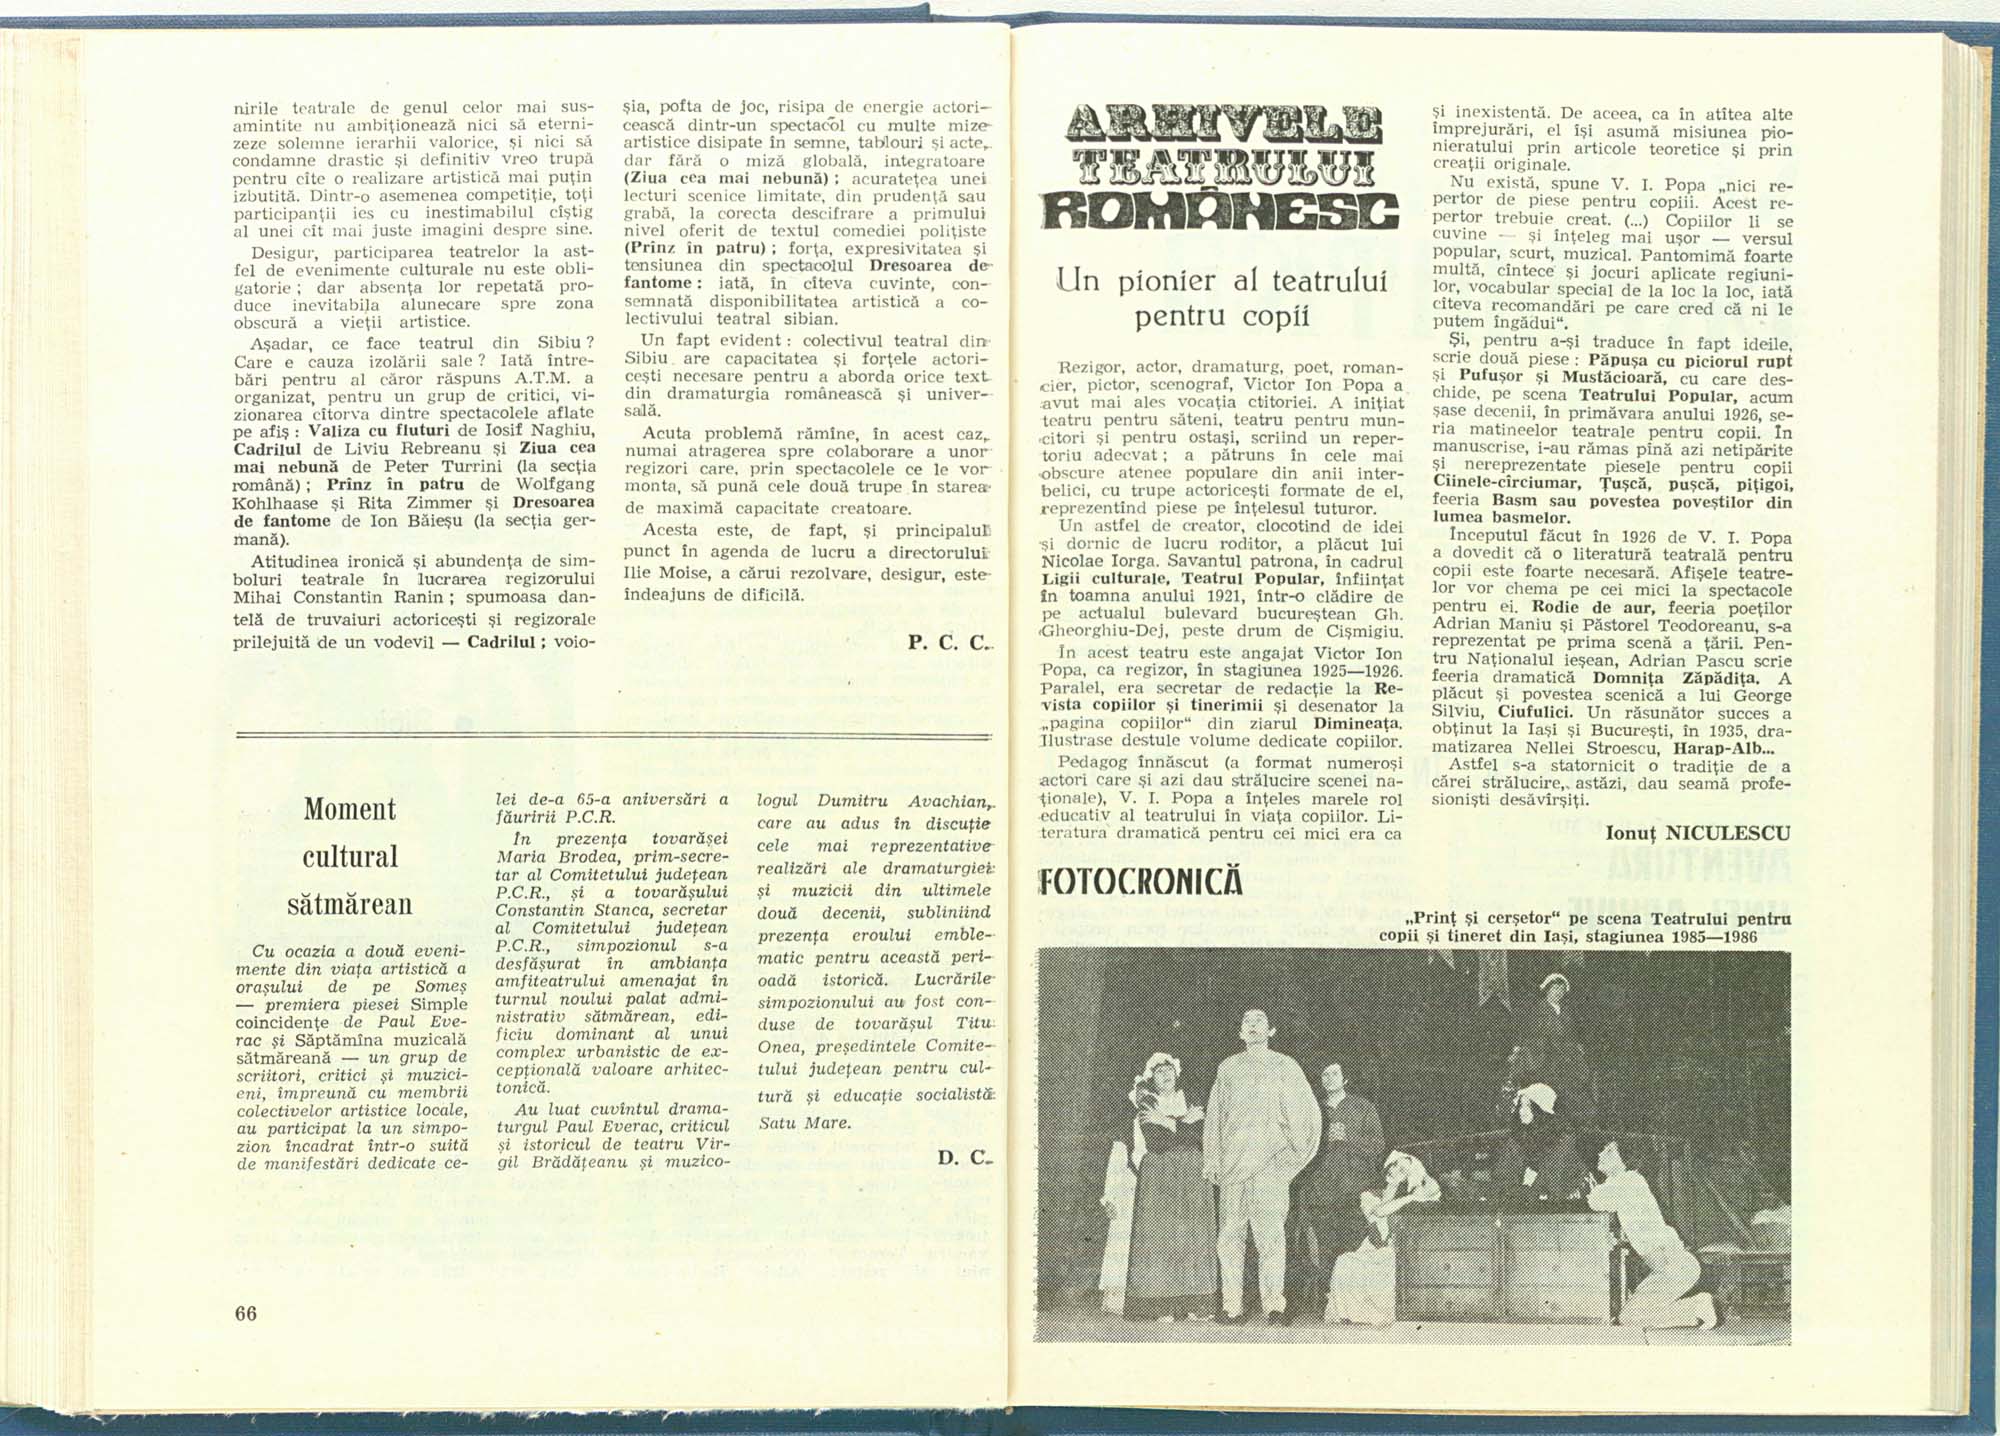 nirile teatrale de genul celor mai sus-
amintite nu ambiționează nici să eterni-
zeze solemne ierarhii valorice, și nici să
condamne drastic și definitiv vreo trupă
pentru cîte o realizare artistică mai puțin
izbutită. Dintr-o asemenea competiție, toți
participanții ies cu inestimabilul cîștig
al unei cît mai juste imagini despre sine.
Desigur, participarea teatrelor la ast-
fel de evenimente culturale nu este obli-
gatorie ; dar absența lor repetată pro-
duce inevitabila alunecare spre zona
obscură a vieții artistice.
Așadar, ce face teatrul din Sibiu ?
Care e cauza izolării sale ? Iată între-
bări pentru al căror răspuns A.T.M. a
organizat, pentru un grup de critici, vi-
zionarea cîtorva dintre spectacolele aflate
pe afiș : Valiza cu fluturi de Iosif Naghiu,
Cadrilul de Liviu Rebreanu și Ziua cea
mai nebună de Peter Turrini (la secția
română) ; Prînz în patru de Wolfgang
Kohlhaase și Rita Zimmer și Dresoarea
de fantome de Ion Băieșu (la secția ger-
mană).
Atitudinea ironică și abundența de sim-
boluri teatrale în lucrarea regizorului
Mihai Constantin Ranin ; spumoasa dan-
telă de truvaiuri actoricești și regizorale
prilejuită de un vodevil — Cadrilul ; voio-
șia, pofta de joc, risipa de energie actori-
cească dintr-un spectacol cu multe mize
artistice disipate în semne, tablouri și acte,
dar fără o miză globală, integratoare
(Ziua cea mai nebună) ; acuratețea unei
lecturi scenice limitate, din prudență sau
grabă, la corecta descifrare a primului
nivel oferit de textul comediei polițiste
(Prînz în patru) ; forța, expresivitatea și
tensiunea din spectacolul Dresoarea de
fantome : iată, în cîteva cuvinte, con-
semnată disponibilitatea artistică a co-
lectivului teatral sibian.
Un fapt evident : colectivul teatral din
Sibiu are capacitatea și forțele actori-
cești necesare pentru a aborda orice text
din dramaturgia românească și univer-
sală.
Acuta problemă rămîne, în acest caz,
numai atragerea spre colaborare a unor
regizori care, prin spectacolele ce le vor
monta, să pună cele două trupe în starea
de maximă capacitate creatoare.
Acesta este, de fapt, și principalul
punct în agenda de lucru a directorului
Ilie Moise, a cărui rezolvare, desigur, este
îndeajuns de dificilă.
P. C. C.
Moment
cultural
sătmărean
Cu ocazia a două eveni-
mente din viața artistică a
orașului de pe Someș
— premiera piesei Simple
coincidențe de Paul Eve-
rac și Săptămîna muzicală
sătmăreană — un grup de
scriitori, critici și muzici-
eni, împreună cu membrii
colectivelor artistice locale,
au participat la un simpo-
zion încadrat într-o suită
de manifestări dedicate ce-
lei de-a 65-a aniversări a
făuririi P.C.R.
În prezența tovarășei
Maria Brodea, prim-secre-
tar al Comitetului județean
P.C.R., și a tovarășului
Constantin Stanca, secretar
al Comitetului județean
P.C.R., simpozionul s-a
desfășurat în ambianța
amfiteatrului amenajat în
turnul noului palat admi-
nistrativ sătmărean, edi-
ficiu dominant al unui
complex urbanistic de ex-
cepțională valoare arhitec-
tonică.
Au luat cuvîntul drama-
turgul Paul Everac, criticul
și istoricul de teatru Vir-
gil Brădățeanu și muzico-
logul Dumitru Avachian,
care au adus în discuție
cele mai reprezentative
realizări ale dramaturgiei
și muzicii din ultimele
două decenii, subliniind
prezența eroului emble-
matic pentru această peri-
oadă istorică. Lucrările
simpozionului au fost con-
duse de tovarășul Titu
Onea, președintele Comite-
tului județean pentru cul-
tură și educație socialistă
Satu Mare.
D. C.
66
ARHIVELE
TEATRULUI
ROMÂNESC
Un pionier al teatrului
pentru copii
Rezigor, actor, dramaturg, poet, roman-
cier, pictor, scenograf, Victor Ion Popa a
avut mai ales vocația ctitoriei. A inițiat
teatru pentru săteni, teatru pentru mun-
citori și pentru ostași, scriind un reper-
toriu adecvat ; a pătruns în cele mai
obscure atenee populare din anii inter-
belici, cu trupe actoricești formate de el,
reprezentînd piese pe înțelesul tuturor.
Un astfel de creator, clocotind de idei
și dornic de lucru roditor, a plăcut lui
Nicolae Iorga. Savantul patrona, în cadrul
Ligii culturale, Teatrul Popular, înființat
în toamna anului 1921, într-o clădire de
pe actualul bulevard bucureștean Gh.
Gheorghiu-Dej, peste drum de Cișmigiu.
În acest teatru este angajat Victor Ion
Popa, ca regizor, în stagiunea 1925—1926.
Paralel, era secretar de redacție la Re-
vista copiilor și tinerimii și desenator la
„pagina copiilor“ din ziarul Dimineața.
Ilustrase destule volume dedicate copiilor.
Pedagog înnăscut (a format numeroși
actori care și azi dau strălucire scenei na-
ționale), V. I. Popa a înțeles marele rol
educativ al teatrului în viața copiilor. Li-
teratura dramatică pentru cei mici era ca
și inexistentă. De aceea, ca în atîtea alte
împrejurări, el își asumă misiunea pio-
nieratului prin articole teoretice și prin
creații originale.
Nu există, spune V. I. Popa „nici re-
pertor de piese pentru copiii. Acest re-
pertor trebuie creat. (...) Copiilor li se
cuvine — și înțeleg mai ușor — versul
popular, scurt, muzical. Pantomimă foarte
multă, cîntece și jocuri aplicate regiuni-
lor, vocabular special de la loc la loc, iată
cîteva recomandări pe care cred că ni le
putem îngădui“.
Și, pentru a-și traduce în fapt ideile,
scrie două piese : Păpușa cu piciorul rupt
și Pufușor și Mustăcioară, cu care des-
chide, pe scena Teatrului Popular, acum
șase decenii, în primăvara anului 1926, se-
ria matineelor teatrale pentru copii. În
manuscrise, i-au rămas pînă azi netipărite
și nereprezentate piesele pentru copii
Ciinele-cîrciumar, Țușcă, pușcă, pițigoi,
feeria Basm sau povestea poveștilor din
lumea basmelor.
Începutul făcut în 1926 de V. I. Popa
a dovedit că o literatură teatrală pentru
copii este foarte necesară. Afișele teatre-
lor vor chema pe cei mici la spectacole
pentru ei. Rodie de aur, feeria poeților
Adrian Maniu și Păstorel Teodoreanu, s-a
reprezentat pe prima scenă a țării. Pen-
tru Naționalul ieșean, Adrian Pascu scrie
feeria dramatică Domnița Zăpădița. A
plăcut și povestea scenică a lui George
Silviu, Ciufulici. Un răsunător succes a
obținut la Iași și București, în 1935, dra-
matizarea Nellei Stroescu, Harap-Alb...
Astfel s-a statornicit o tradiție de a
cărei strălucire, astăzi, dau seamă profe-
sioniști desăvîrșiți.
Ionuț NICULESCU
FOTOCRONICĂ
„Prinț și cerșetor“ pe scena Teatrului pentru
copii și tineret din Iași, stagiunea 1985—1986